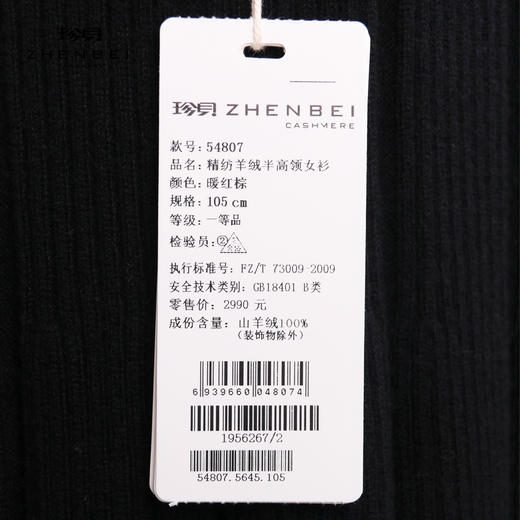 珍貝
ZHENBEI
珍貝 ZHENBEI
CASHMERE
款号: 54807
品名: 精纺羊绒半高领女衫
颜色: 暖红棕
规格: 105cm
等级: 一等品
检验员: ②
执行标准号: FZ/T 73009-2009
安全技术类别: GB18401 B类
零售价: 2990 元
成份含量: 山羊绒100%
(装饰物除外)
6 939660 048074
1956267/2
54807.5645.105